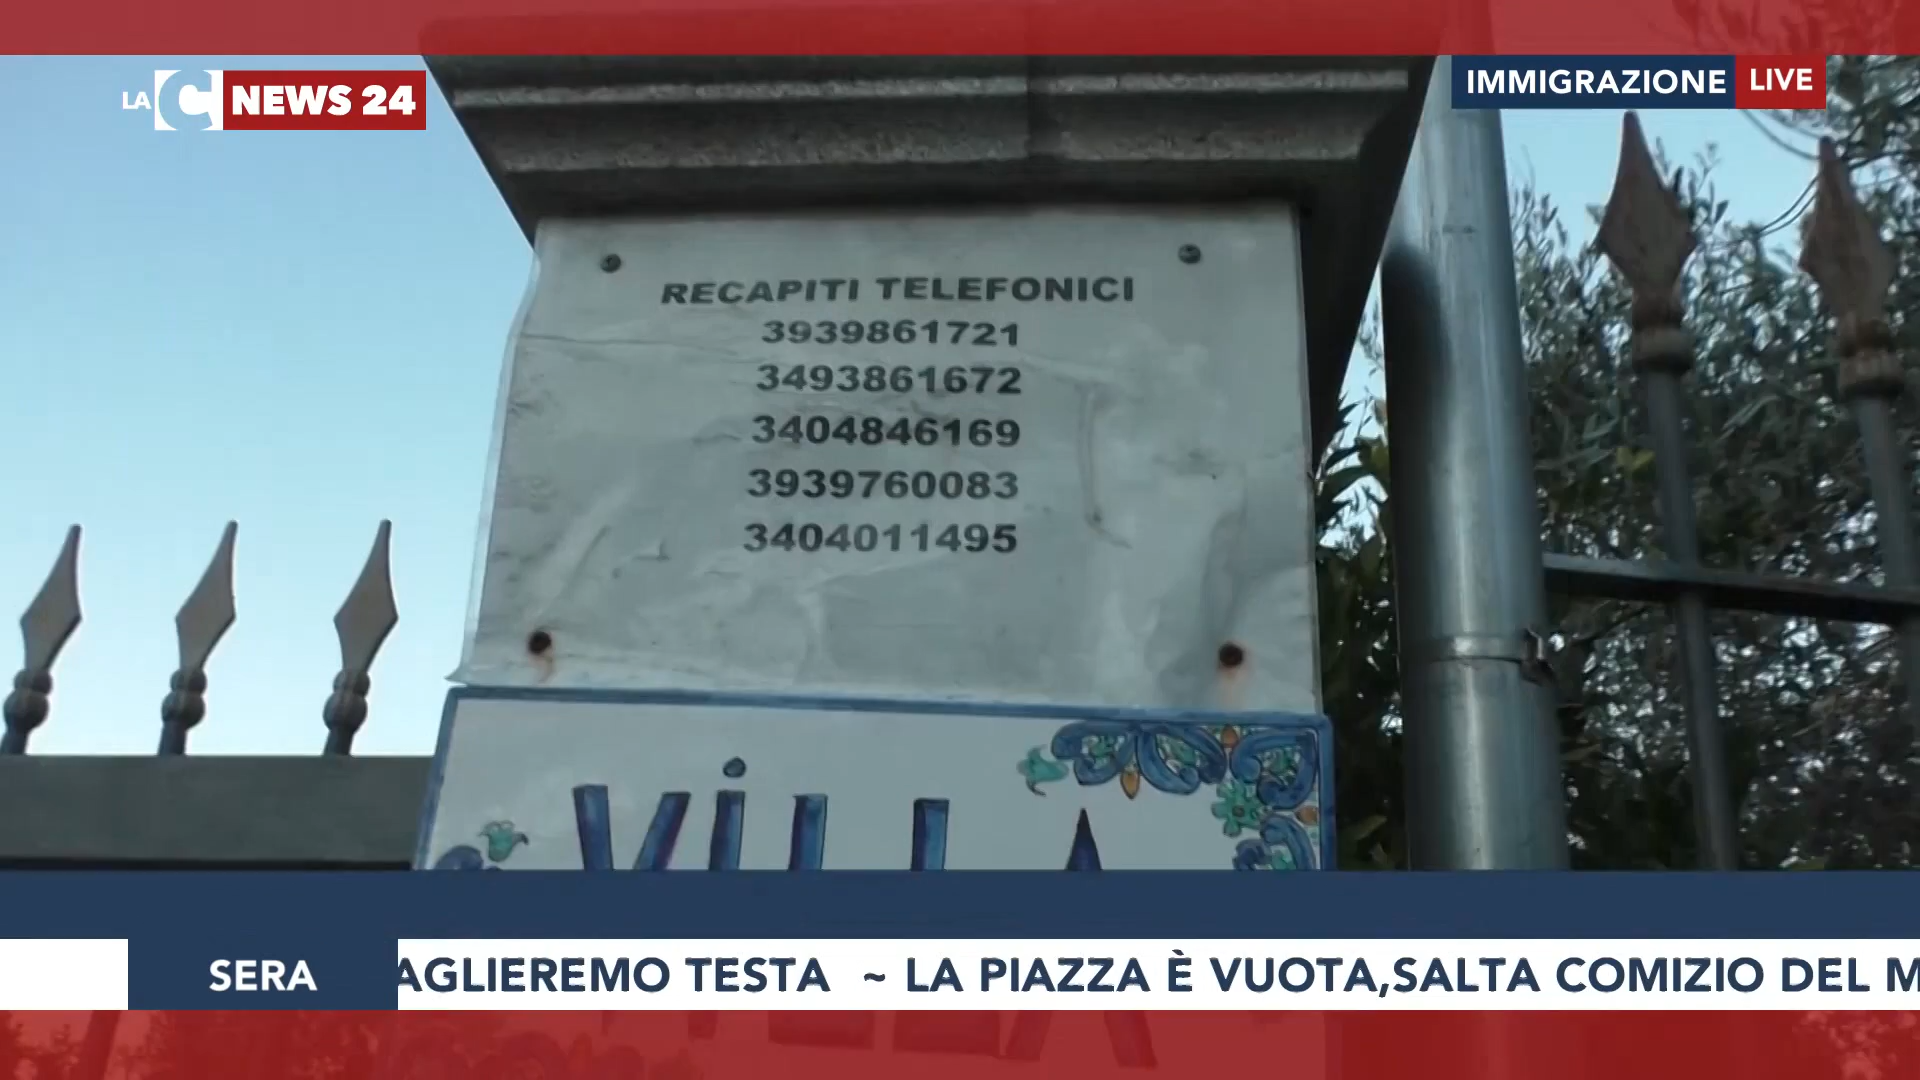 LA C NEWS 24
IMMIGRAZIONE LIVE
RECAPITI TELEFONICI
3939861721
3493861672
3404846169
3939760083
3404011495
VILLA
SERA
AGLIEREMO TESTA ~ LA PIAZZA È VUOTA,SALTA COMIZIO DEL M